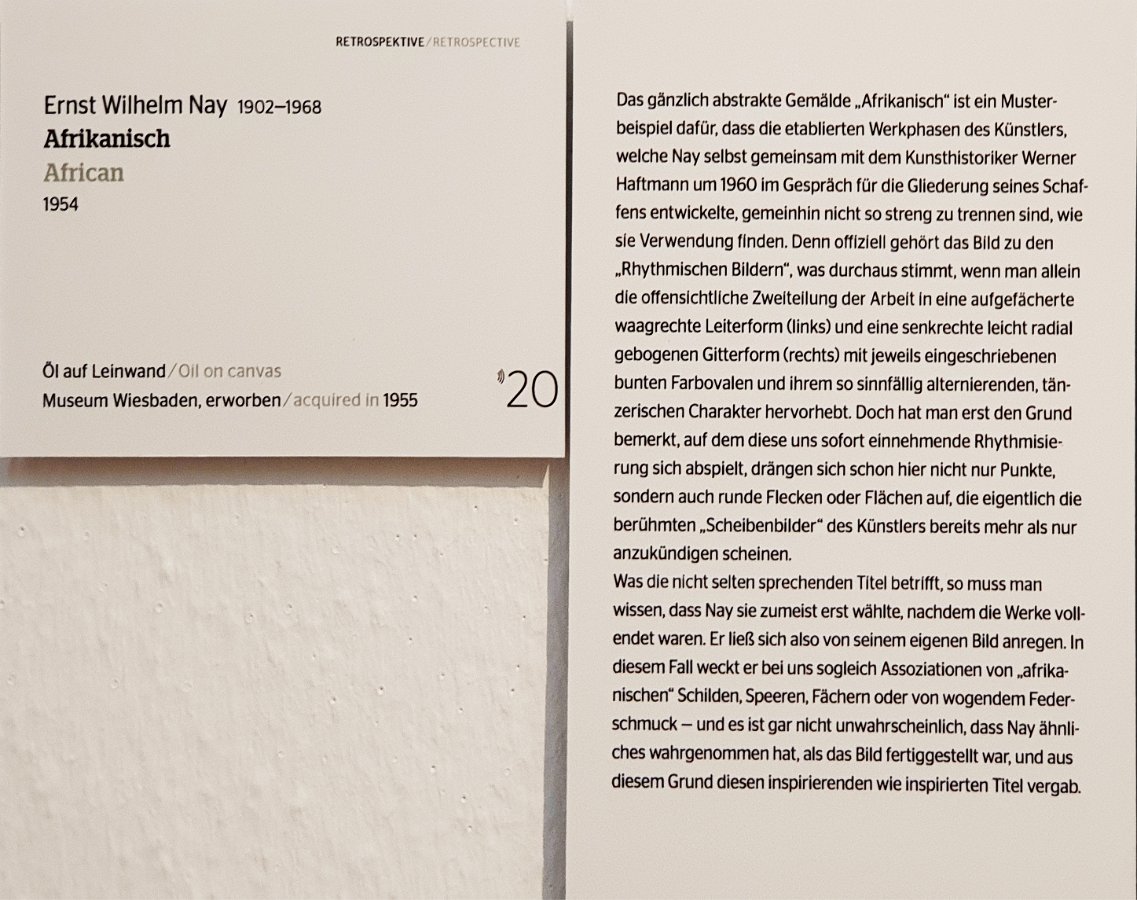 RETROSPEKTIVE/RETROSPECTIVE
Ernst Wilhelm Nay 1902–1968
Afrikanisch
African
1954
Öl auf Leinwand/Oil on canvas
Museum Wiesbaden, erworben/acquired in 1955
20
Das gänzlich abstrakte Gemälde „Afrikanisch“ ist ein Muster-
beispiel dafür, dass die etablierten Werkphasen des Künstlers,
welche Nay selbst gemeinsam mit dem Kunsthistoriker Werner
Haftmann um 1960 im Gespräch für die Gliederung seines Schaf-
fens entwickelte, gemeinhin nicht so streng zu trennen sind, wie
sie Verwendung finden. Denn offiziell gehört das Bild zu den
„Rhythmischen Bildern“, was durchaus stimmt, wenn man allein
die offensichtliche Zweiteilung der Arbeit in eine aufgefächerte
waagrechte Leiterform (links) und eine senkrechte leicht radial
gebogenen Gitterform (rechts) mit jeweils eingeschriebenen
bunten Farbovalen und ihrem so sinnfällig alternierenden, tän-
zerischen Charakter hervorhebt. Doch hat man erst den Grund
bemerkt, auf dem diese uns sofort einnehmende Rhythmisie-
rung sich abspielt, drängen sich schon hier nicht nur Punkte,
sondern auch runde Flecken oder Flächen auf, die eigentlich die
berühmten „Scheibenbilder“ des Künstlers bereits mehr als nur
anzukündigen scheinen.
Was die nicht selten sprechenden Titel betrifft, so muss man
wissen, dass Nay sie zumeist erst wählte, nachdem die Werke voll-
endet waren. Er ließ sich also von seinem eigenen Bild anregen. In
diesem Fall weckt er bei uns sogleich Assoziationen von „afrika-
nischen“ Schilden, Speeren, Fächern oder von wogendem Feder-
schmuck – und es ist gar nicht unwahrscheinlich, dass Nay ähnli-
ches wahrgenommen hat, als das Bild fertiggestellt war, und aus
diesem Grund diesen inspirierenden wie inspirierten Titel vergab.